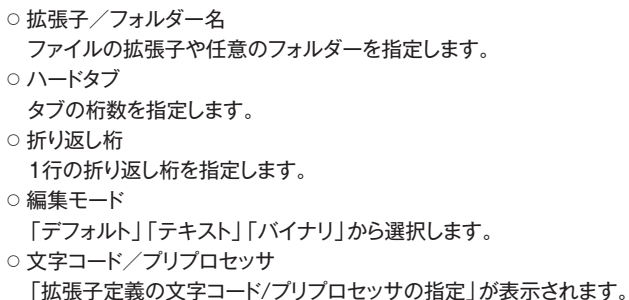 ○ 拡張子／フォルダー名
ファイルの拡張子や任意のフォルダーを指定します。
○ ハードタブ
タブの桁数を指定します。
○ 折り返し桁
1行の折り返し桁を指定します。
○ 編集モード
「デフォルト」「テキスト」「バイナリ」から選択します。
○ 文字コード／プリプロセッサ
「拡張子定義の文字コード/プリプロセッサの指定」が表示されます。